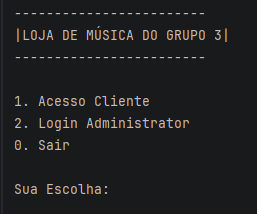 ------------------------
|LOJA DE MÚSICA DO GRUPO 3|
------------------------
1. Acesso Cliente
2. Login Administrator
0. Sair
Sua Escolha: